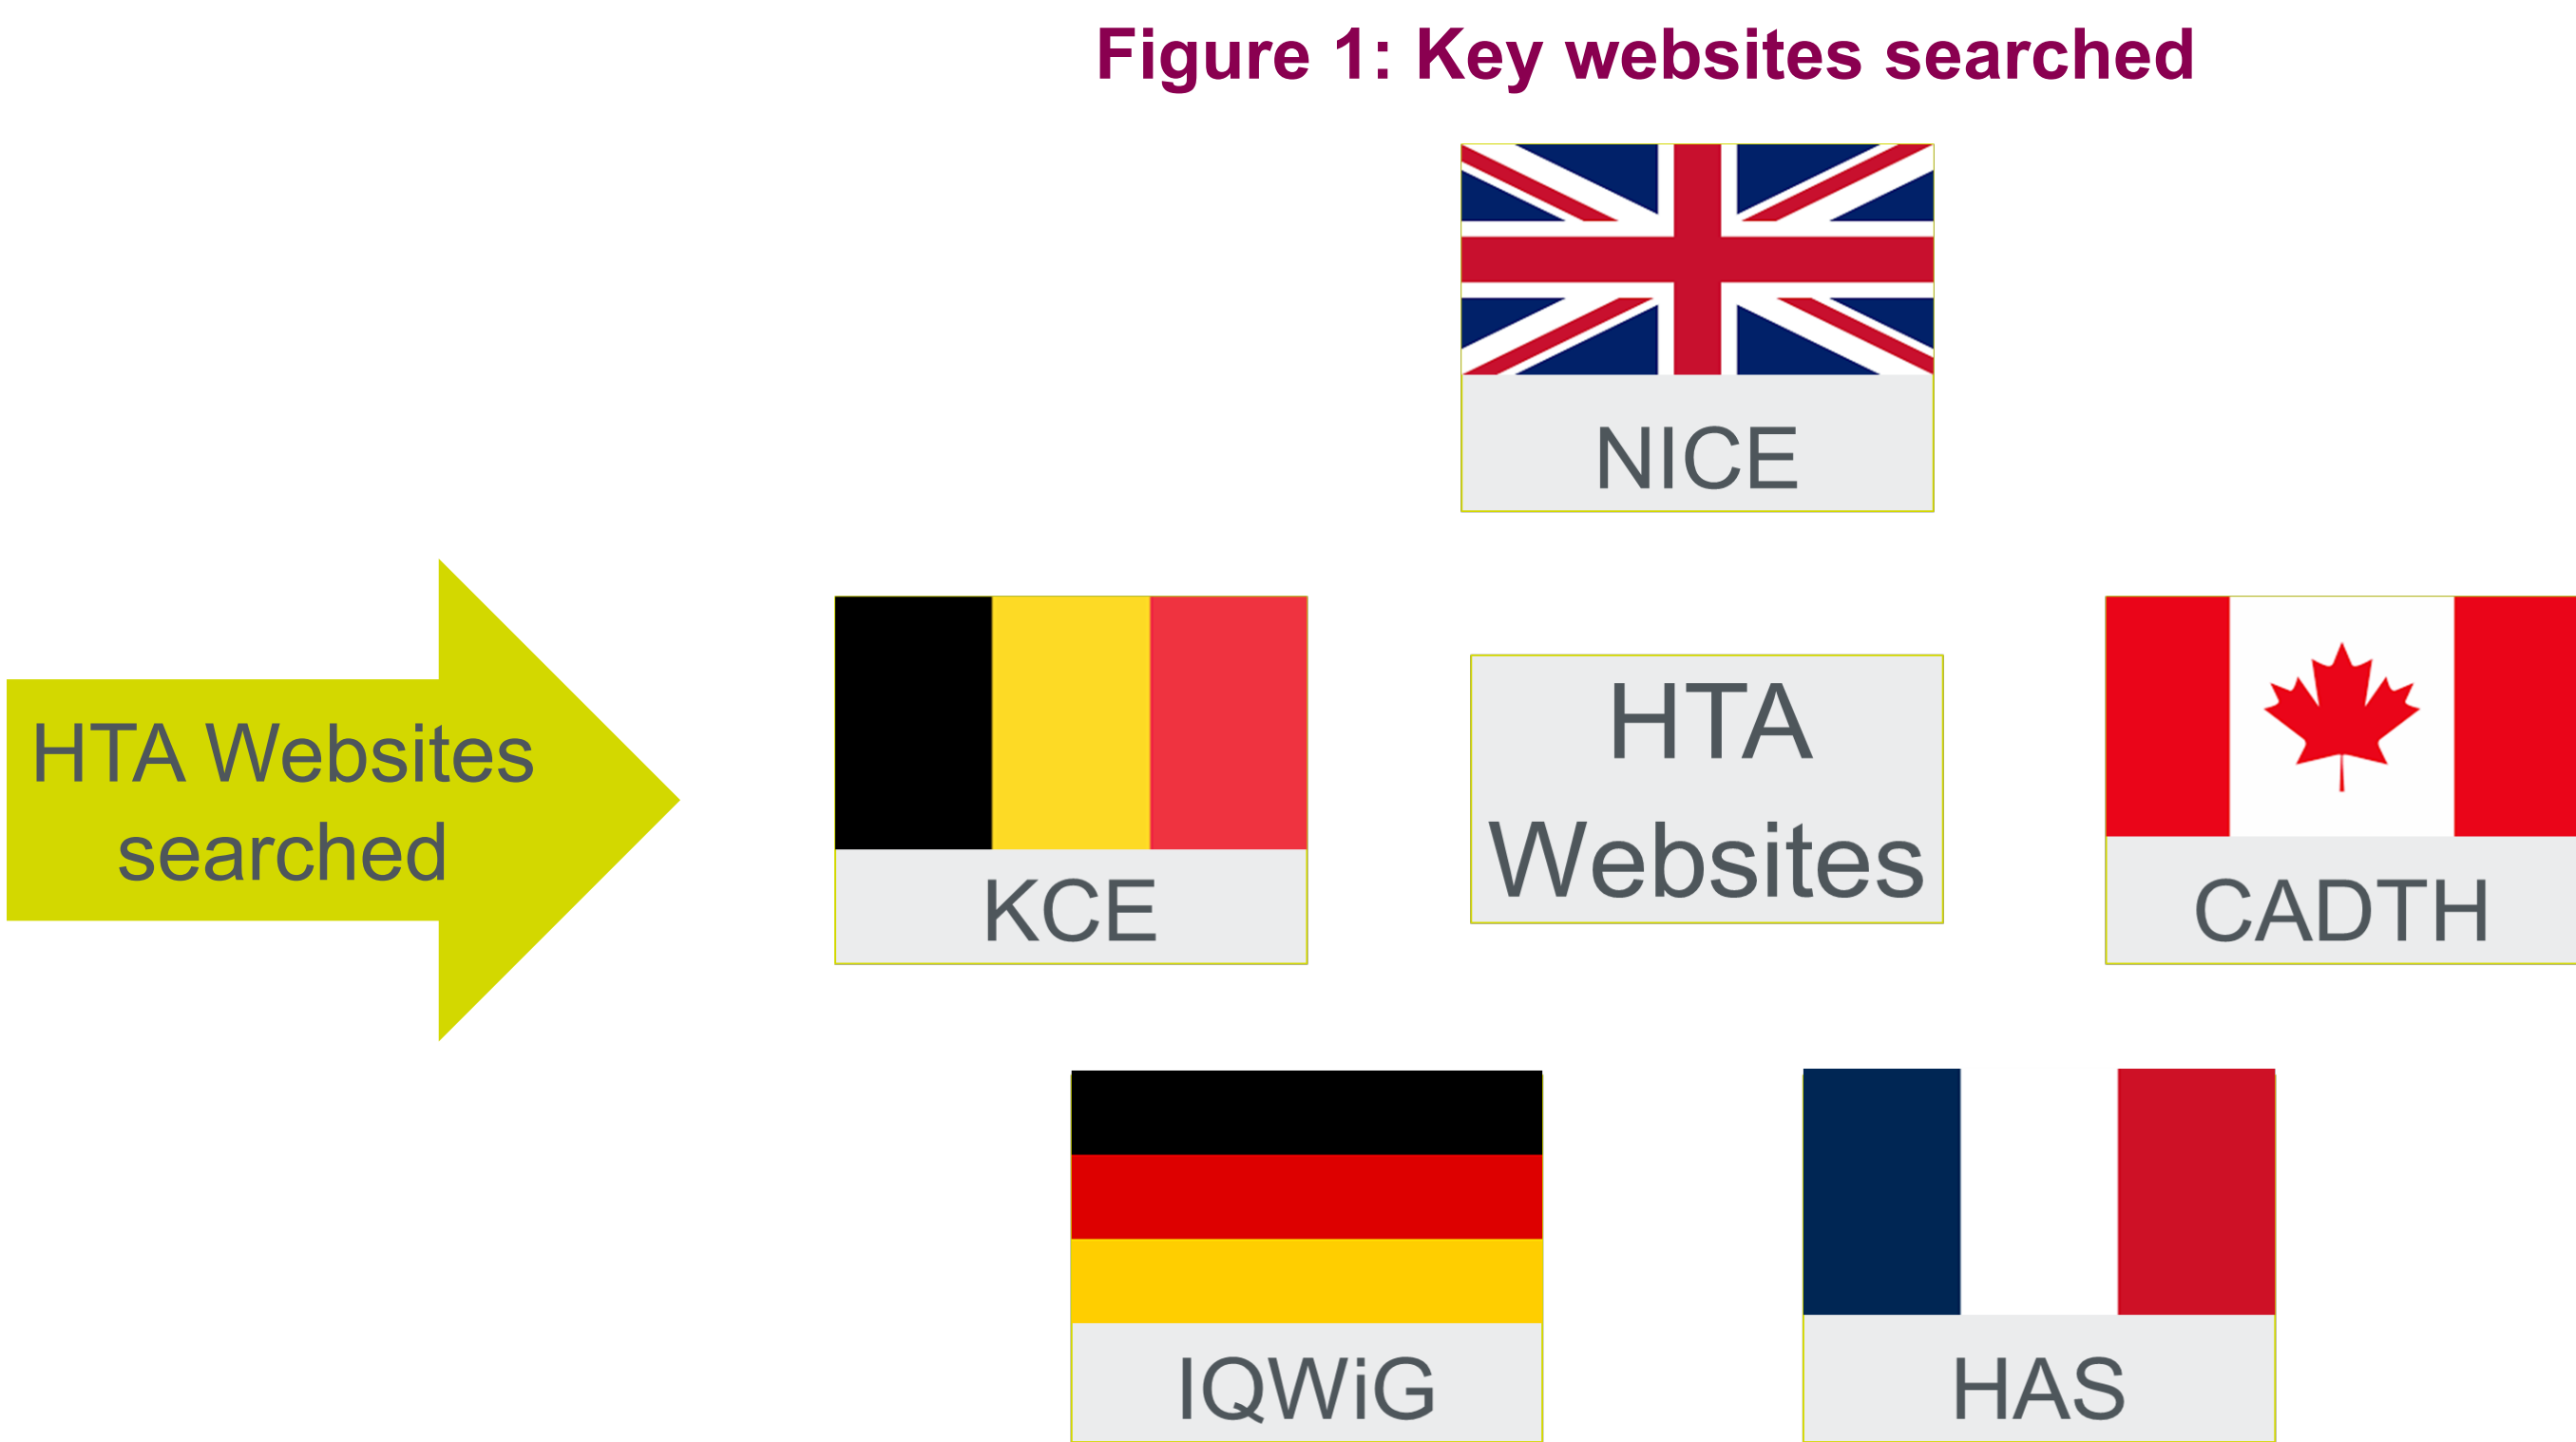 Figure 1: Key websites searched
NICE
HTA Websites
searched
KCE
HTA
Websites
CADTH
IQWiG
HAS